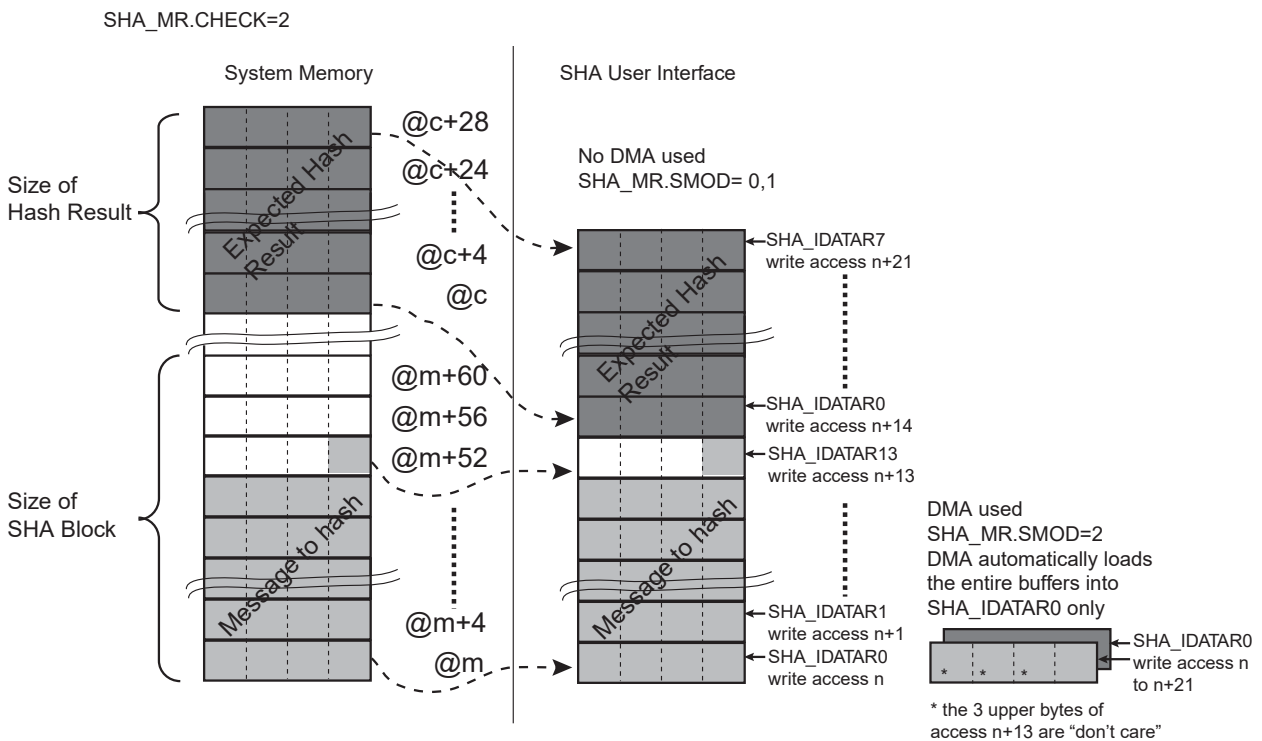 SHA_MR.CHECK=2
System Memory
SHA User Interface
Size of
Hash Result
Expected Hash
Result
@c+28
@c+24
@c+4
@c
@m+60
@m+56
@m+52
Size of
SHA Block
Message to hash
@m+4
@m
No DMA used
SHA_MR.SMOD= 0,1
Expected Hash
Result
SHA_IDATAR7
write access n+21
SHA_IDATAR0
write access n+14
SHA_IDATAR13
write access n+13
Message to hash
SHA_IDATAR1
write access n+1
SHA_IDATAR0
write access n
DMA used
SHA_MR.SMOD=2
DMA automatically loads
the entire buffers into
SHA_IDATAR0 only
* * *
SHA_IDATAR0
write access n
to n+21
* the 3 upper bytes of
access n+13 are “don’t care”